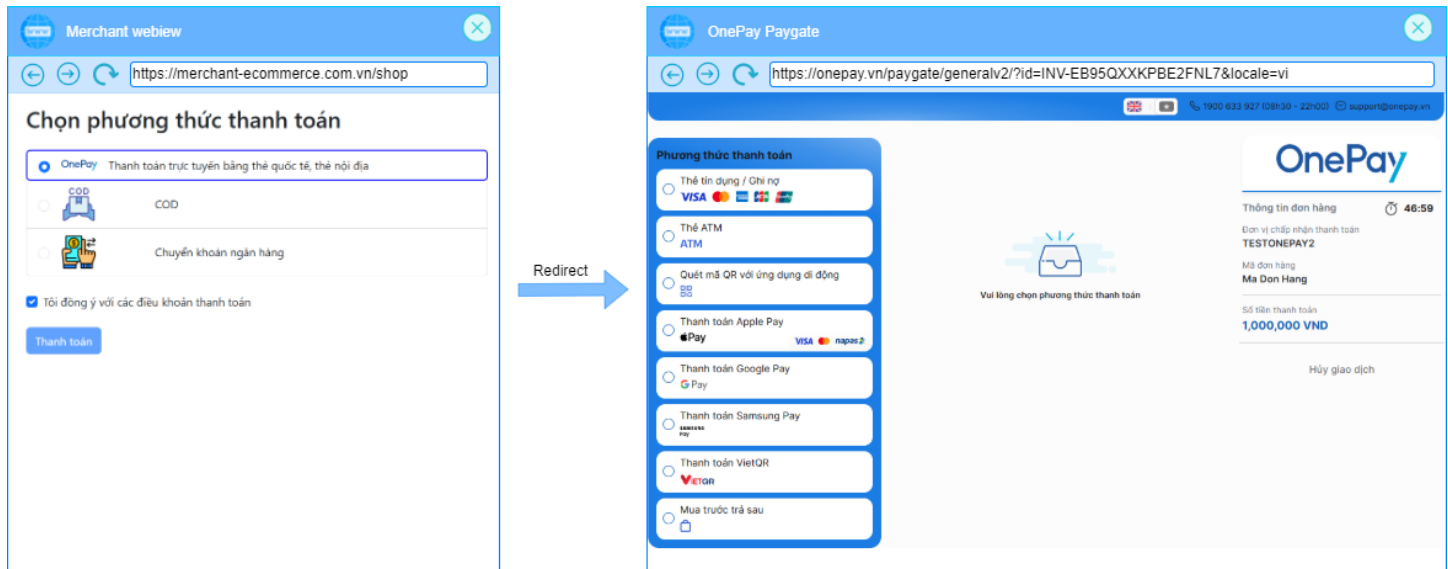 Merchant webiew
https://merchant-ecommerce.com.vn/shop
Chọn phương thức thanh toán
OnePay Thanh toán trực tuyến bằng thẻ quốc tế, thẻ nội địa
COD
COD
Chuyển khoản ngân hàng
Tôi đồng ý với các điều khoản thanh toán
Thanh toán
Redirect
OnePay Paygate
https://onepay.vn/paygate/generalv2/?id=INV-EB95QXXKPBE2FNL7&locale=vi
1900 633 927 (08h30 - 22h00) support@onepay.vn
Phương thức thanh toán
Thẻ tín dụng / Ghi nợ
VISA
Thẻ ATM
ATM
Quét mã QR với ứng dụng di động
Thanh toán Apple Pay
Pay VISA napas
Thanh toán Google Pay
G Pay
Thanh toán Samsung Pay
SAMSUNG
Pay
Thanh toán VietQR
VIETQR
Mua trước trả sau
Vui lòng chọn phương thức thanh toán
OnePay
Thông tin đơn hàng 46:59
Đơn vị chấp nhận thanh toán
TESTONEPAY2
Mã đơn hàng
Ma Don Hang
Số tiền thanh toán
1,000,000 VND
Hủy giao dịch